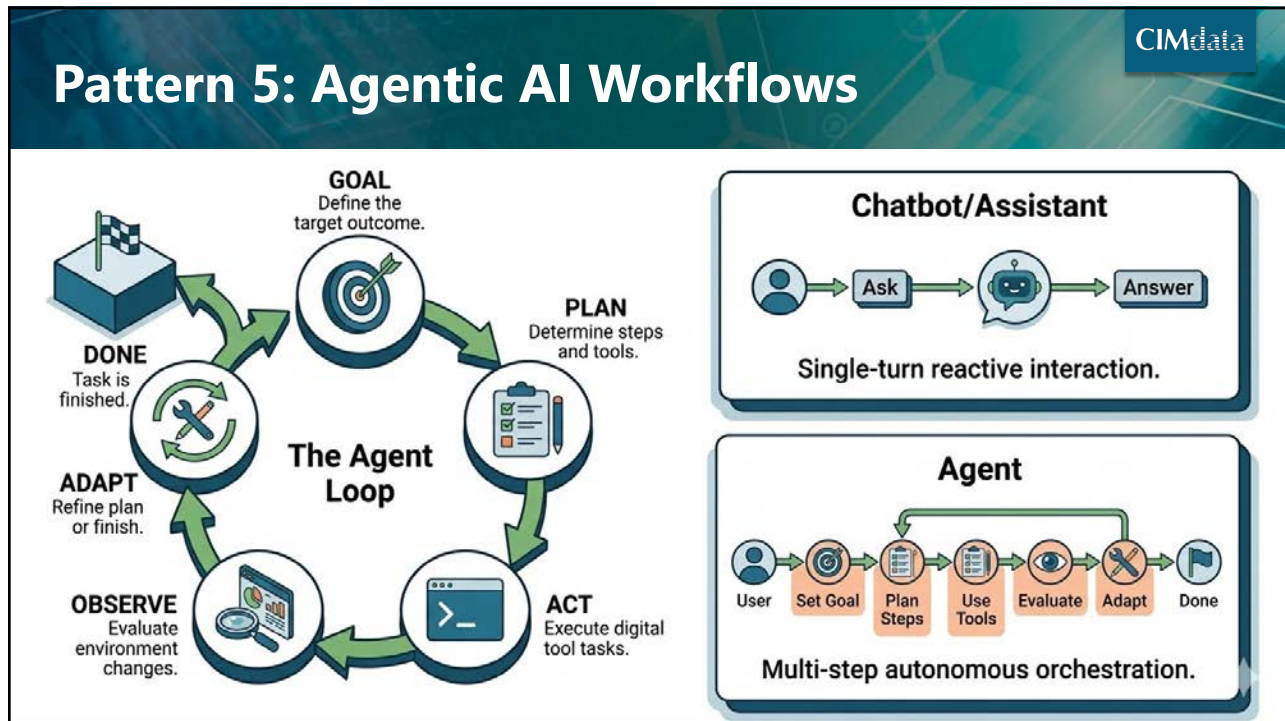 CIMdata
Pattern 5: Agentic AI Workflows
GOAL
Define the
target outcome.
PLAN
Determine steps
and tools.
ACT
Execute digital
tool tasks.
OBSERVE
Evaluate
environment
changes.
ADAPT
Refine plan
or finish.
DONE
Task is
finished.
The Agent
Loop
Chatbot/Assistant
Ask
Answer
Single-turn reactive interaction.
Agent
User
Set Goal
Plan
Steps
Use
Tools
Evaluate
Adapt
Done
Multi-step autonomous orchestration.